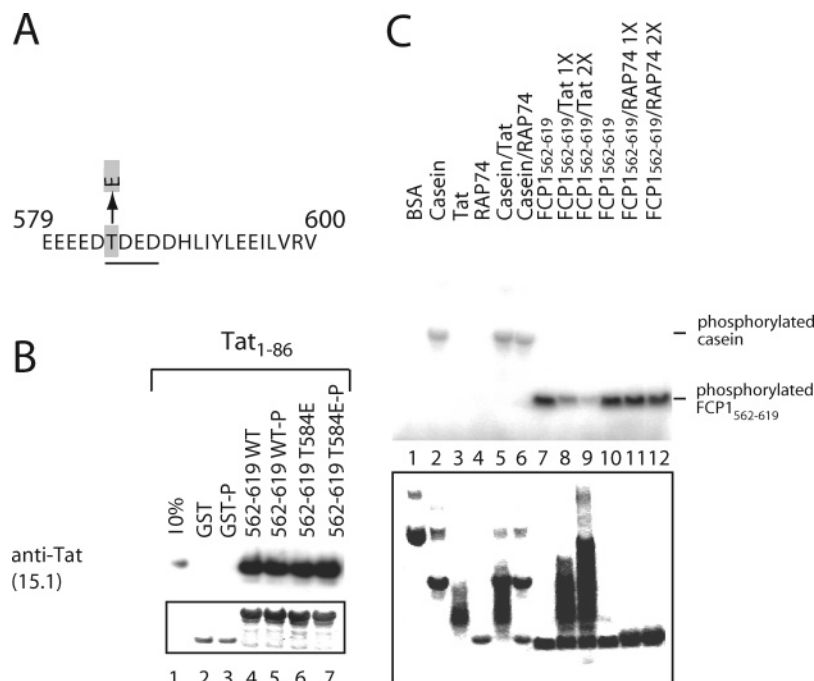 A
E
579 600
EEEEDTDEDDHLIYLEEILVRV
B
Tat1-86
10%
GST
GST-P
562-619 WT
562-619 WT-P
562-619 T584E
562-619 T584E-P
anti-Tat
(15.1)
1 2 3 4 5 6 7
C
BSA
Casein
Tat
RAP74
Casein/Tat
Casein/RAP74
FCP1562-619
FCP1562-619/Tat 1X
FCP1562-619/Tat 2X
FCP1562-619
FCP1562-619/RAP74 1X
FCP1562-619/RAP74 2X
phosphorylated
casein
phosphorylated
FCP1562-619
1 2 3 4 5 6 7 8 9 10 11 12